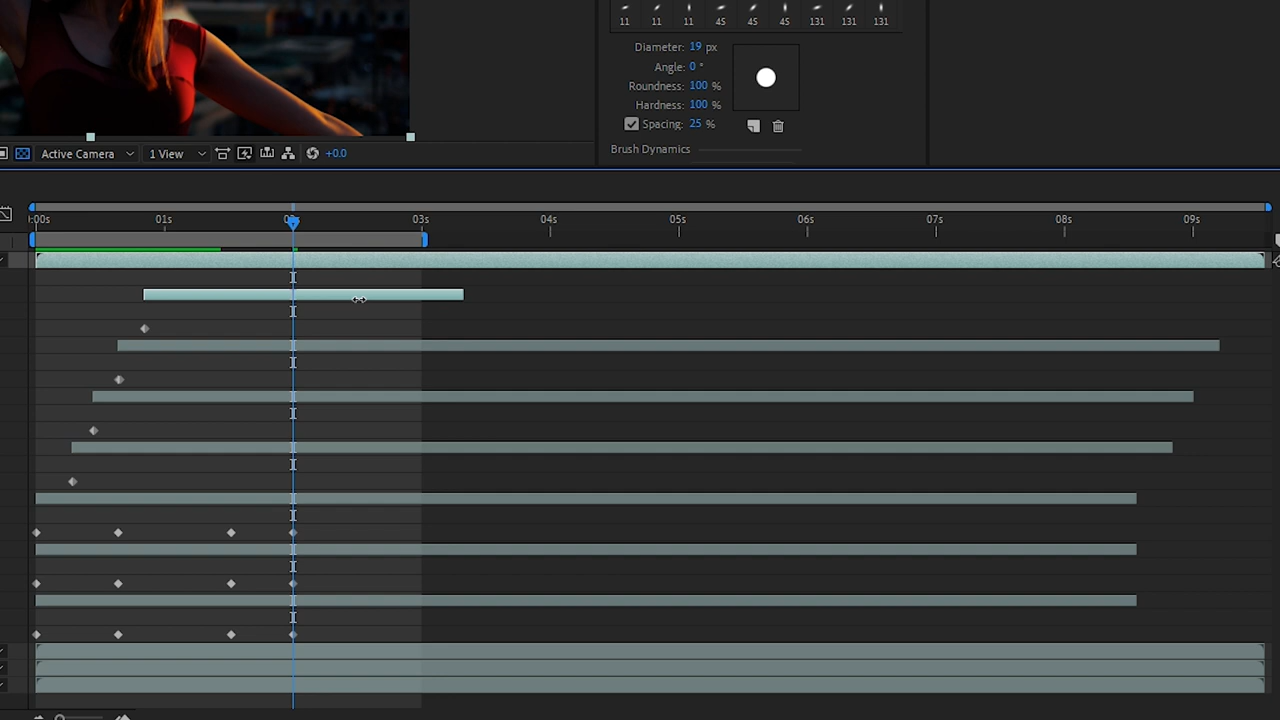 11 11 11 45 45 45 131 131 131
Diameter: 19 px
Angle: 0 °
Roundness: 100 %
Hardness: 100 %
Spacing: 25 %
Active Camera 1 View +0.0
Brush Dynamics
:00s 01s 03s 04s 05s 06s 07s 08s 09s